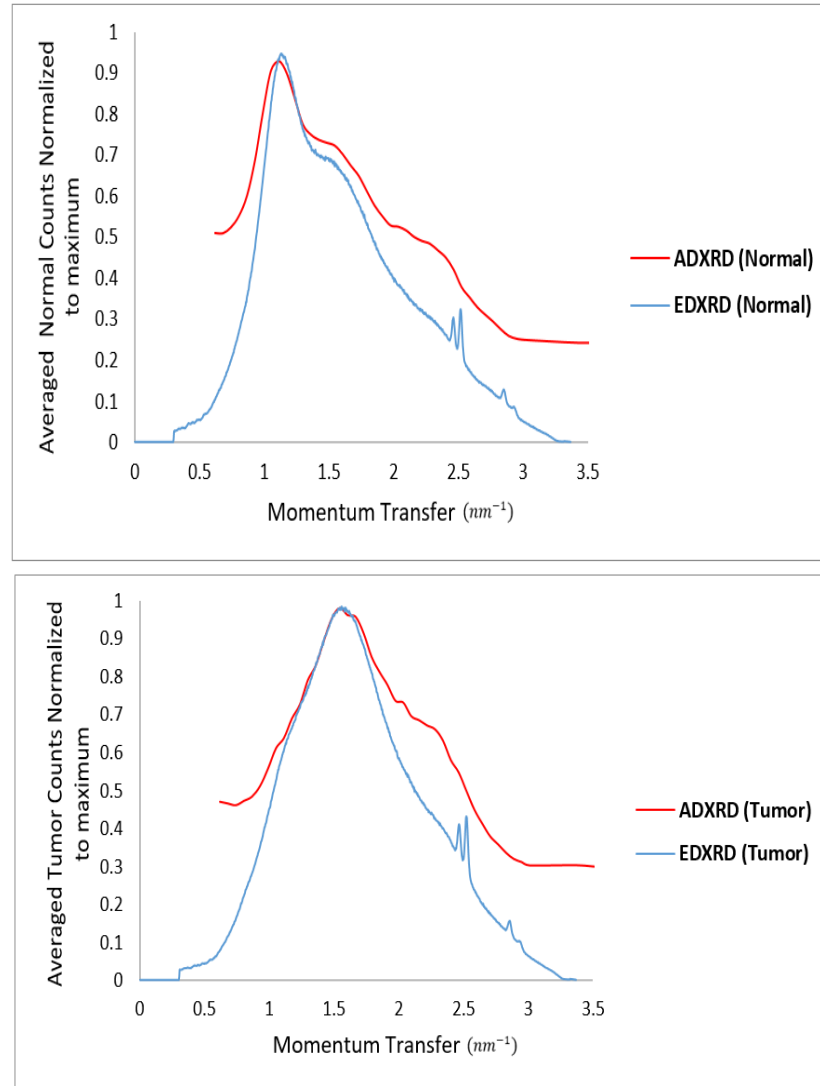 Averaged Normal Counts Normalized
to maximum
1
0.9
0.8
0.7
0.6
0.5
0.4
0.3
0.2
0.1
0
0 0.5 1 1.5 2 2.5 3 3.5
Momentum Transfer (nm⁻¹)
ADXRD (Normal)
EDXRD (Normal)
Averaged Tumor Counts Normalized
to maximum
1
0.9
0.8
0.7
0.6
0.5
0.4
0.3
0.2
0.1
0
0 0.5 1 1.5 2 2.5 3 3.5
Momentum Transfer (nm⁻¹)
ADXRD (Tumor)
EDXRD (Tumor)